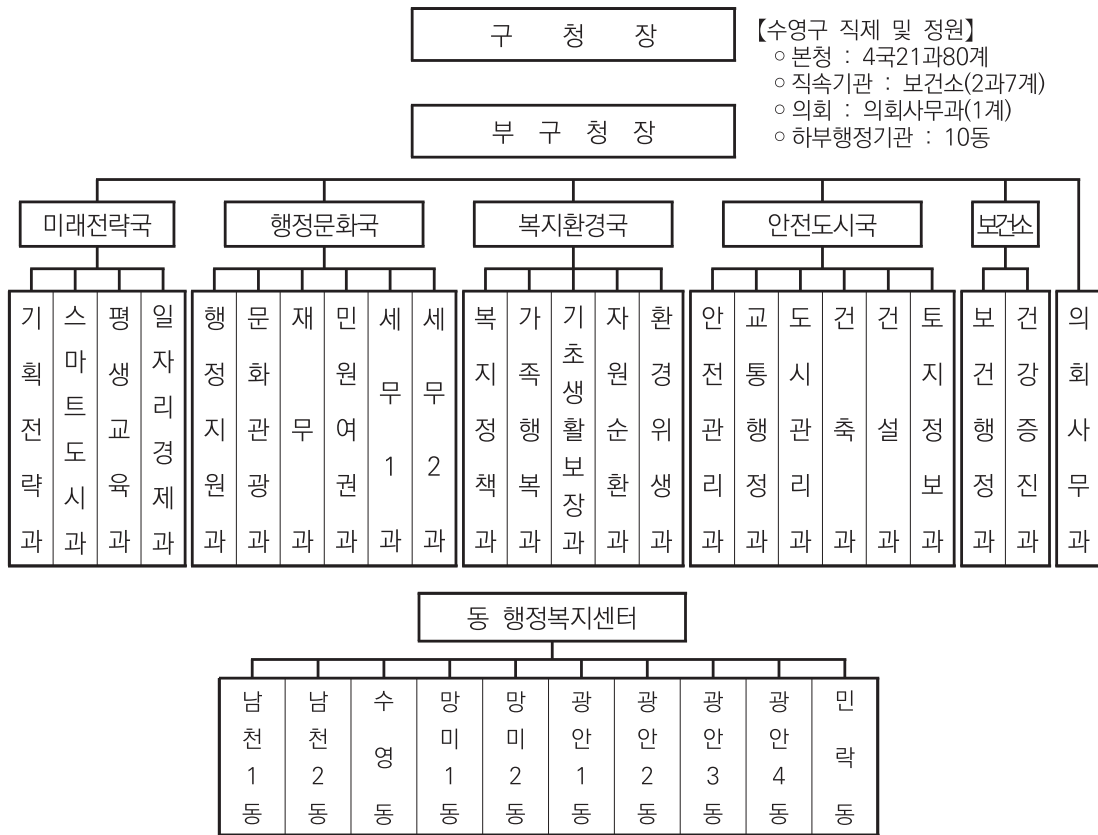 구 청 장
【수영구 직제 및 정원】
○ 본청 : 4국21과80계
○ 직속기관 : 보건소(2과7계)
○ 의회 : 의회사무과(1계)
○ 하부행정기관 : 10동
부 구 청 장
미래전략국
행정문화국
복지환경국
안전도시국
보건소
기획전략과
스마트도시과
평생교육과
일자리경제과
행정지원과
문화관광과
재무과
민원여권과
세무1과
세무2과
복지정책과
가족행복과
기초생활보장과
자원순환과
환경위생과
안전관리과
교통행정과
도시관리과
건축과
건설과
토지정보과
보건행정과
건강증진과
의회사무과
동 행정복지센터
남천1동
남천2동
수영동
망미1동
망미2동
광안1동
광안2동
광안3동
광안4동
민락동